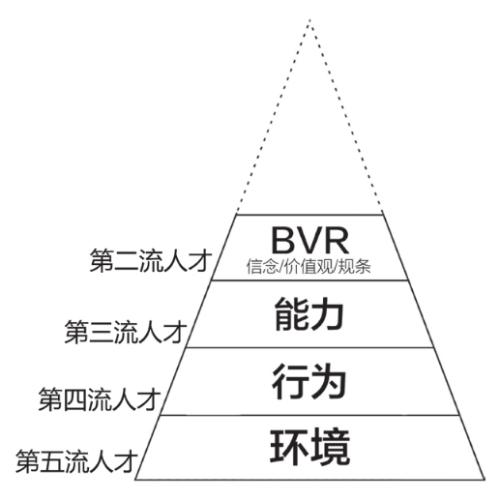 BVR
第二流人才
信念/价值观/规条
第三流人才
能力
第四流人才
行为
第五流人才
环境